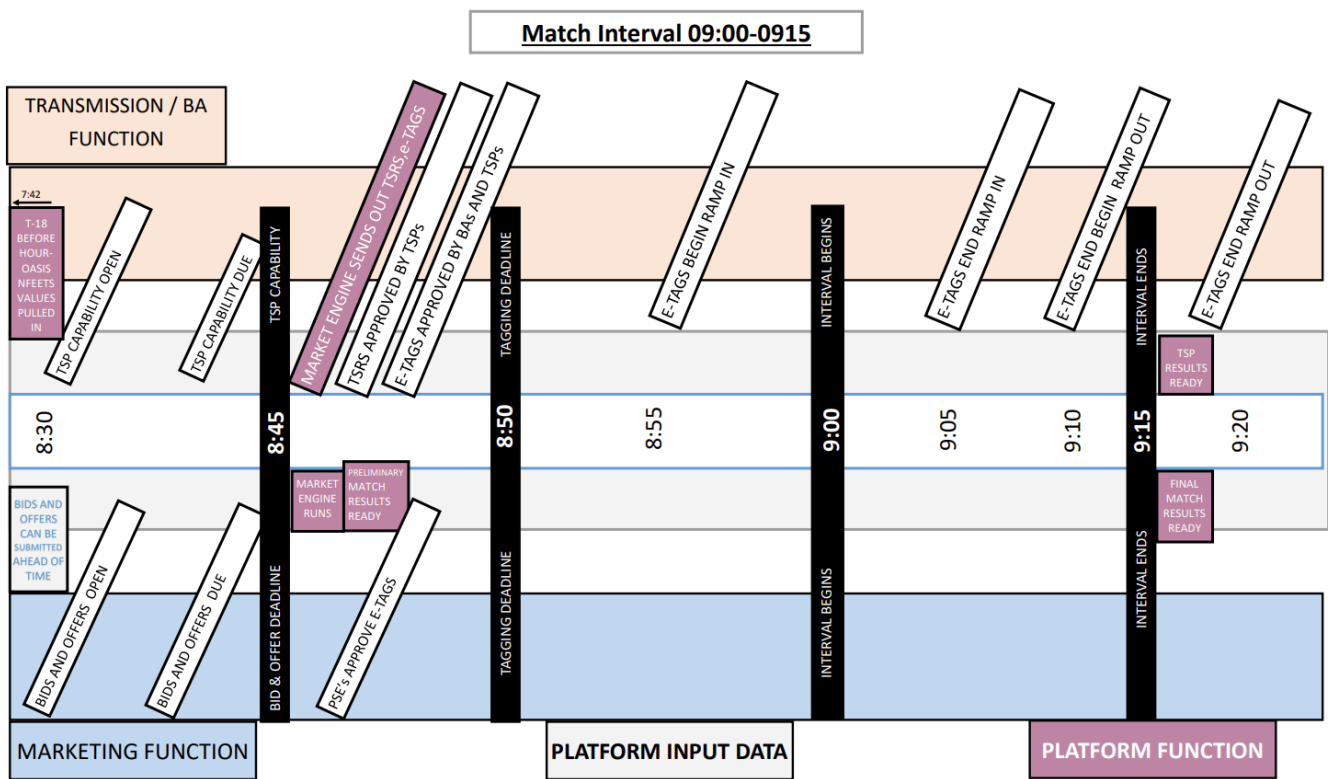 Match Interval 09:00-0915
TRANSMISSION / BA
FUNCTION
7:42
T-18
BEFORE
HOUR-
OASIS
NFEETS
VALUES
PULLED
IN
TSP CAPABILITY OPEN
TSP CAPABILITY DUE
TSP CAPABILITY
MARKET ENGINE SENDS OUT TSRS,e-TAGS
TSRS APPROVED BY TSPs
E-TAGS APPROVED BY BAs AND TSPs
TAGGING DEADLINE
E-TAGS BEGIN RAMP IN
INTERVAL BEGINS
E-TAGS END RAMP IN
E-TAGS END BEGIN RAMP OUT
INTERVAL ENDS
E-TAGS END RAMP OUT
TSP
RESULTS
READY
8:30
8:45
8:50
8:55
9:00
9:05
9:10
9:15
9:20
BIDS AND
OFFERS
CAN BE
SUBMITTED
AHEAD OF
TIME
BIDS AND OFFERS OPEN
BIDS AND OFFERS DUE
BID & OFFER DEADLINE
MARKET
ENGINE
RUNS
PRELIMINARY
MATCH
RESULTS
READY
PSE's APPROVE E-TAGS
TAGGING DEADLINE
INTERVAL BEGINS
INTERVAL ENDS
FINAL
MATCH
RESULTS
READY
MARKETING FUNCTION
PLATFORM INPUT DATA
PLATFORM FUNCTION